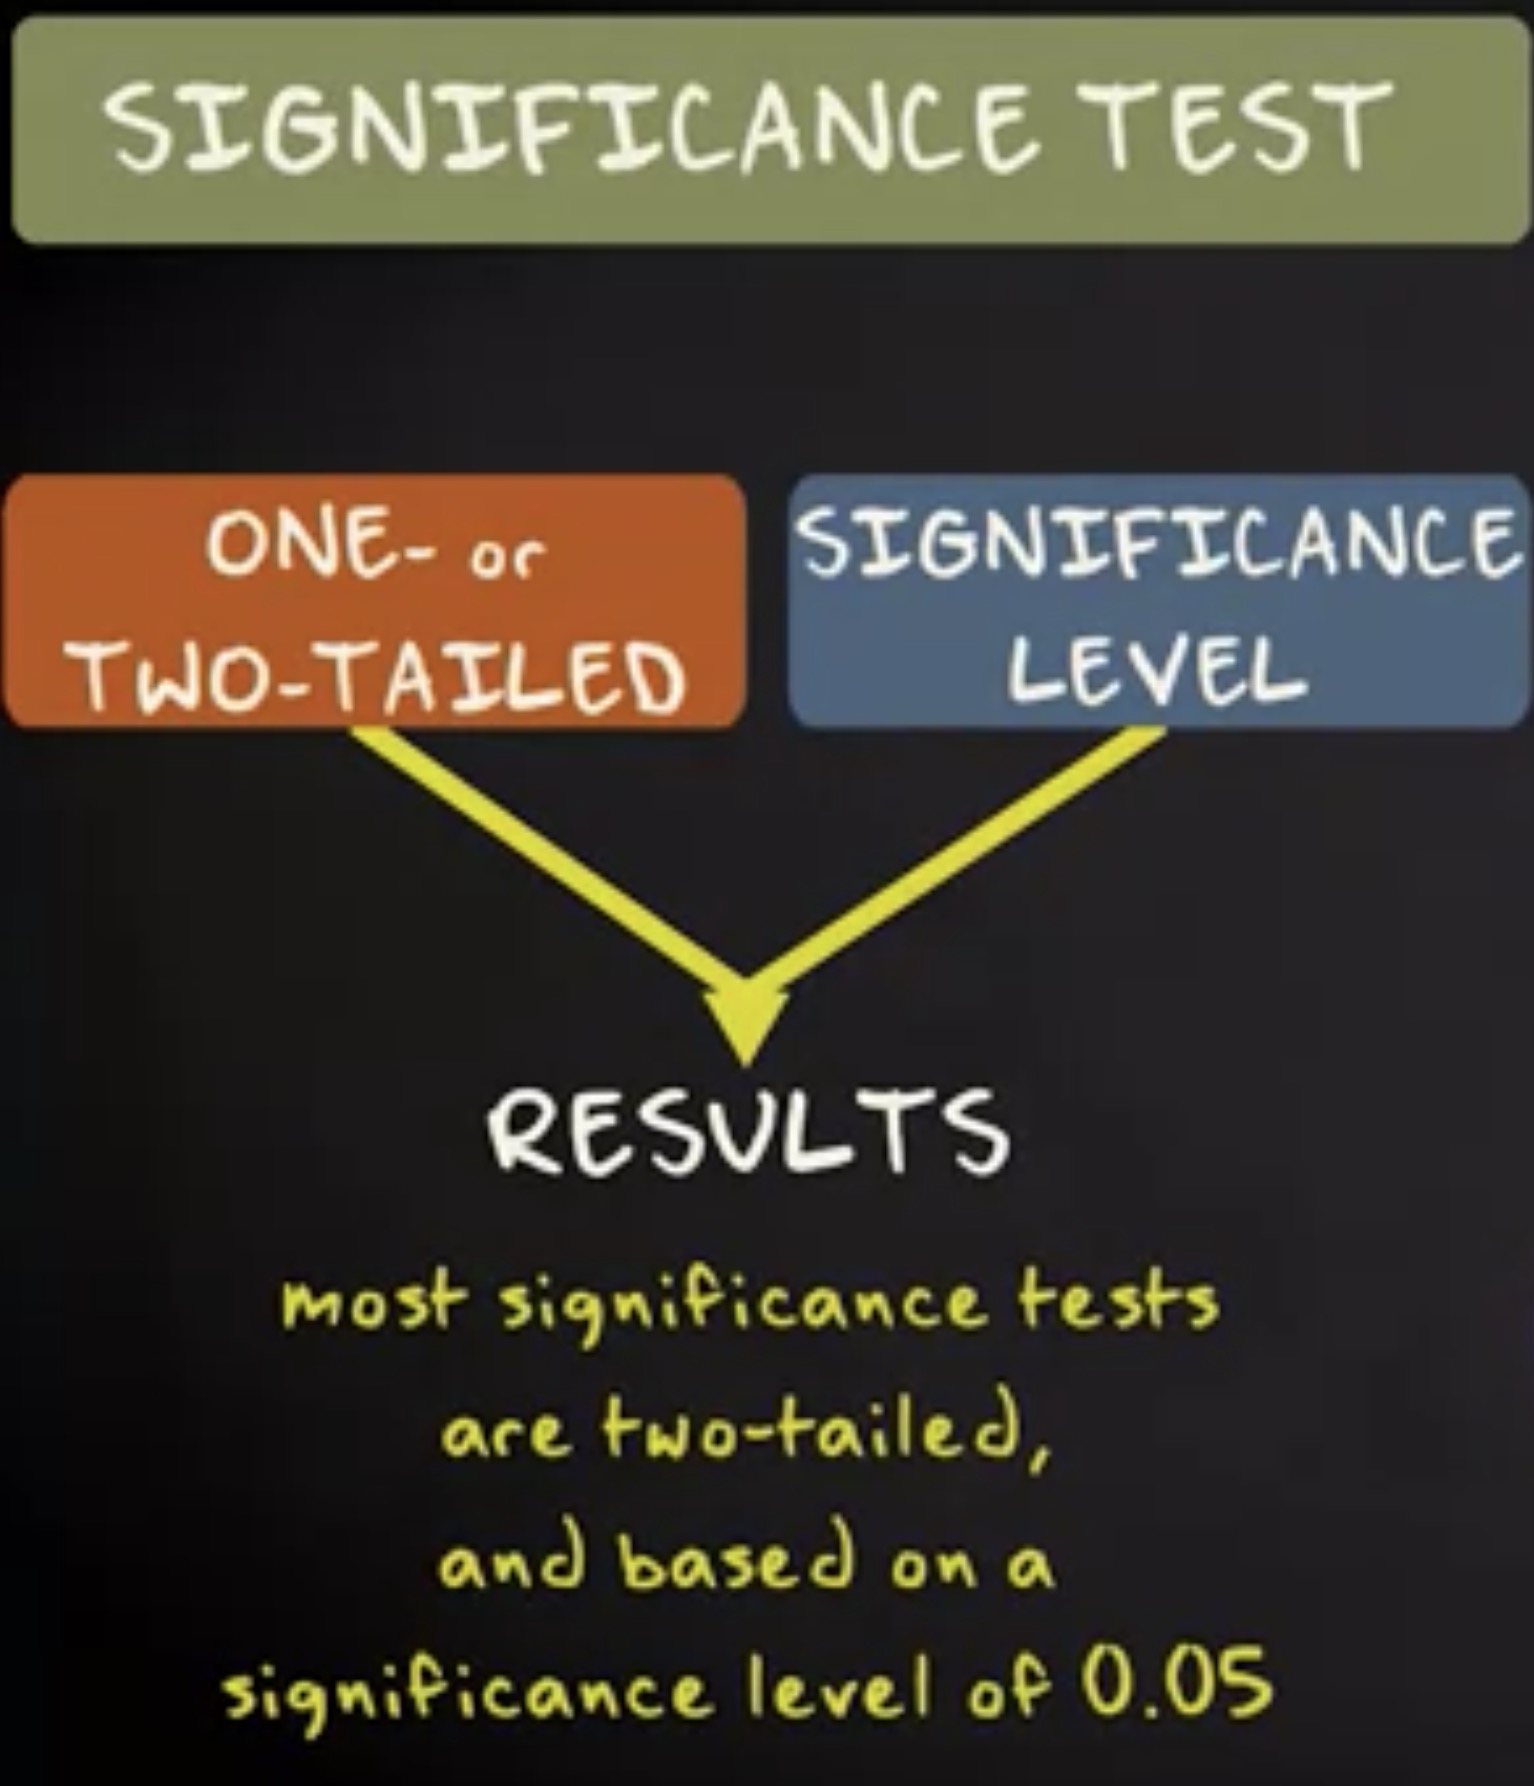 SIGNIFICANCE TEST
ONE- or
TWO-TAILED
SIGNIFICANCE
LEVEL
RESULTS
most significance tests
are two-tailed,
and based on a
significance level of 0.05